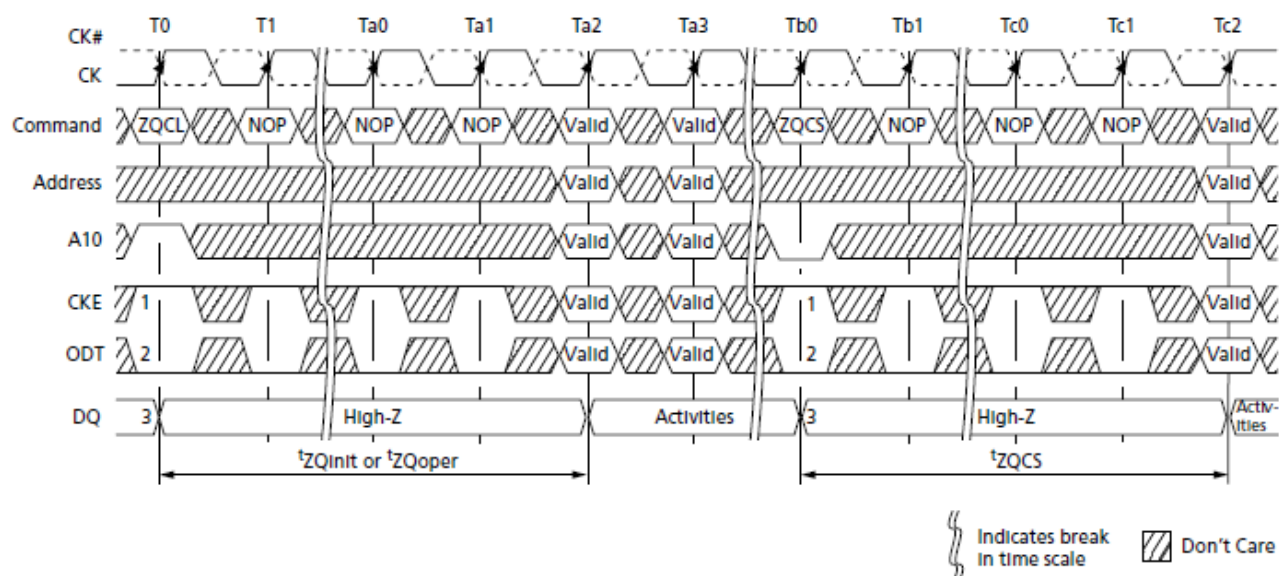 T0 T1 Ta0 Ta1 Ta2 Ta3 Tb0 Tb1 Tc0 Tc1 Tc2
CK#
CK
Command ZQCL NOP NOP NOP Valid Valid ZQCS NOP NOP NOP Valid
Address Valid Valid Valid
A10 Valid Valid Valid
CKE 1 Valid Valid 1 Valid
ODT 2 Valid Valid 2 Valid
DQ 3 High-Z Activities 3 High-Z Activ-
ities
tZQinit or tZQoper tZQCS
Indicates break
in time scale
Don't Care